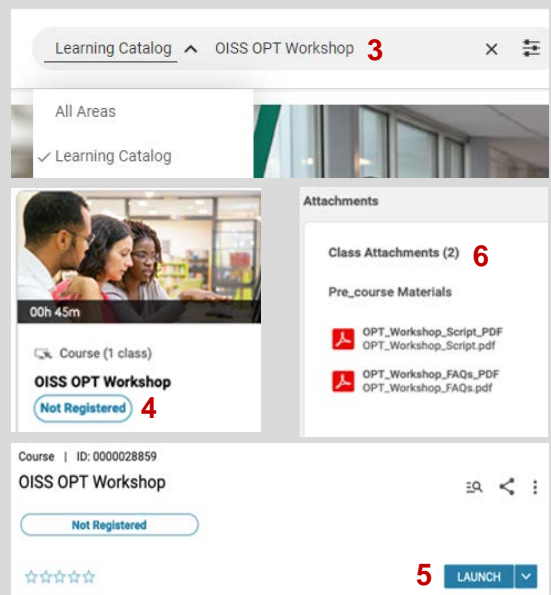 Learning Catalog OISS OPT Workshop 3
All Areas
Learning Catalog
00h 45m
Course (1 class)
OISS OPT Workshop
Not Registered 4
Attachments
Class Attachments (2) 6
Pre_course Materials
OPT_Workshop_Script_PDF
OPT_Workshop_Script.pdf
OPT_Workshop_FAQs_PDF
OPT_Workshop_FAQs.pdf
Course | ID: 0000028859
OISS OPT Workshop
Not Registered
5 LAUNCH